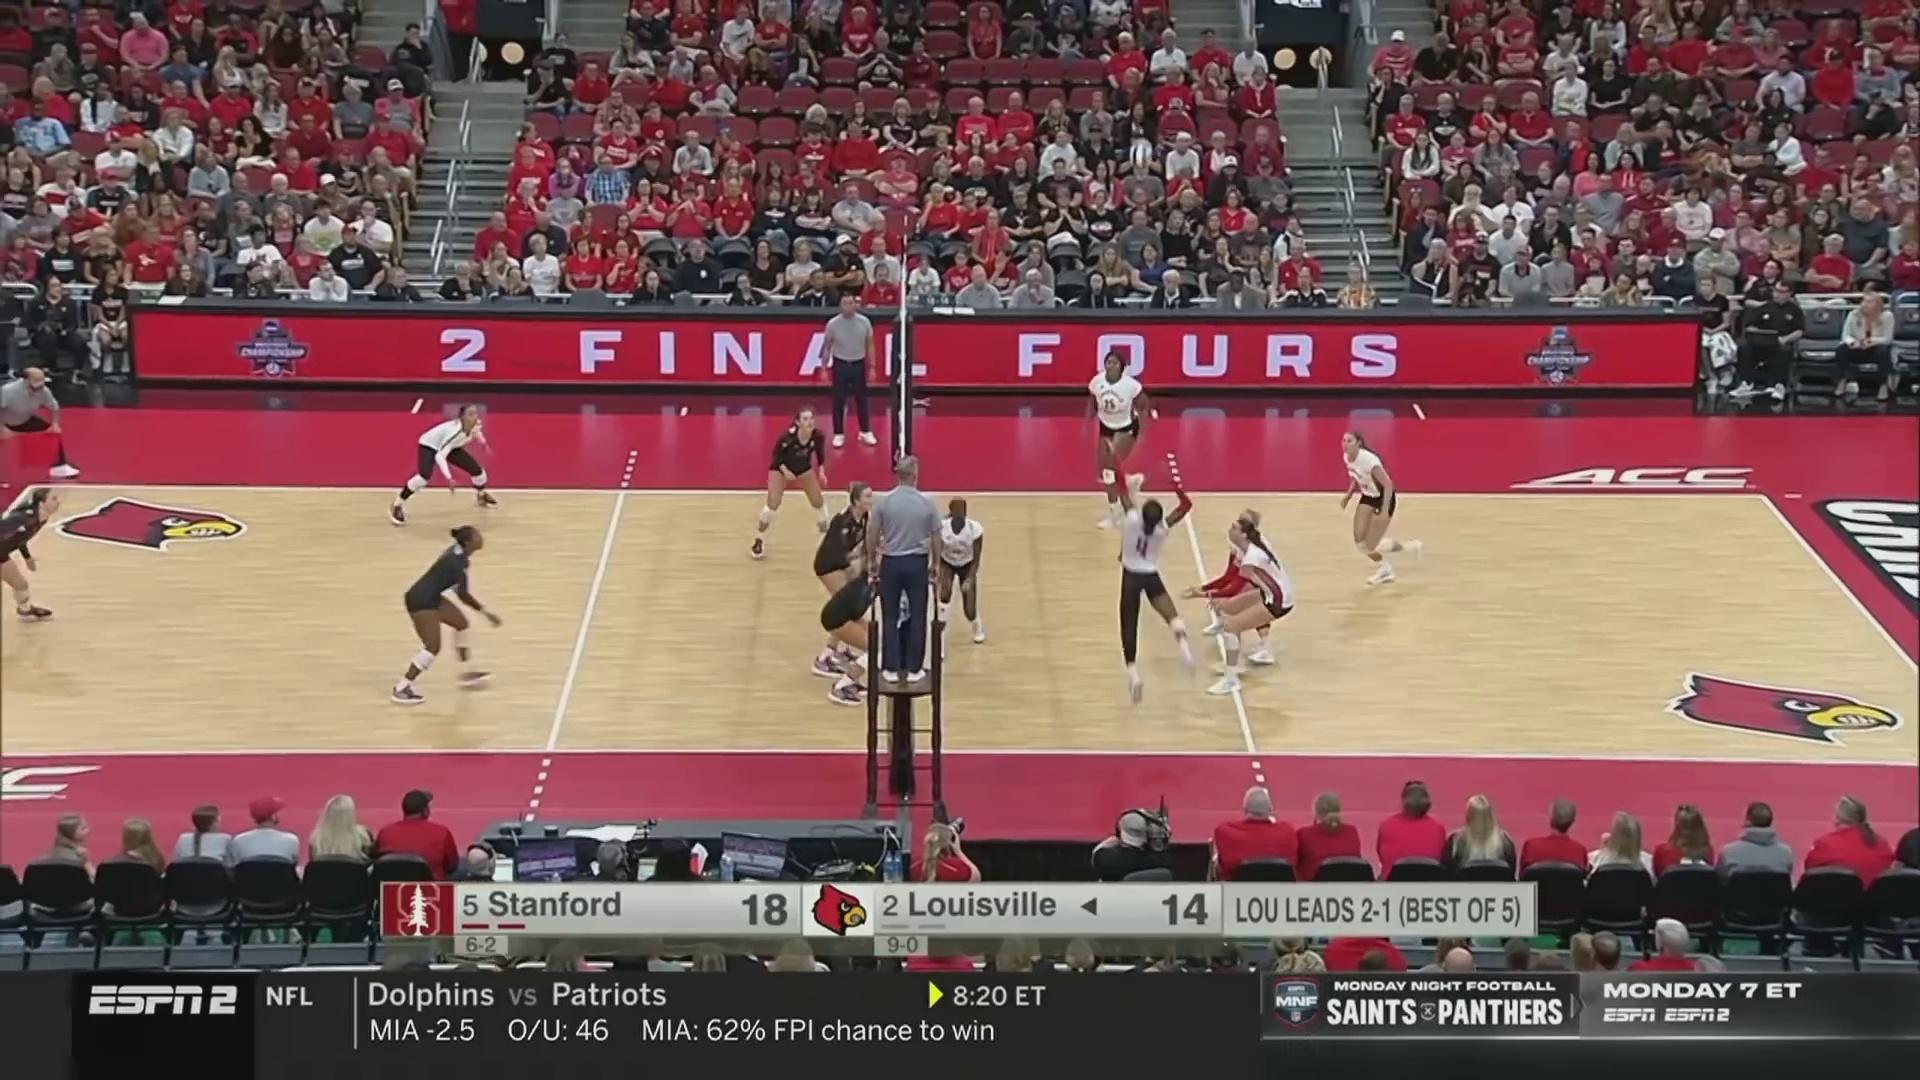 2 FINAL FOURS
ACC
5 Stanford 18
6-2
2 Louisville 14
9-0
LOU LEADS 2-1 (BEST OF 5)
ESPN2
NFL
Dolphins vs Patriots 8:20 ET
MIA -2.5 O/U: 46 MIA: 62% FPI chance to win
MNF
MONDAY NIGHT FOOTBALL
SAINTS X PANTHERS
MONDAY 7 ET
ESPN ESPN2